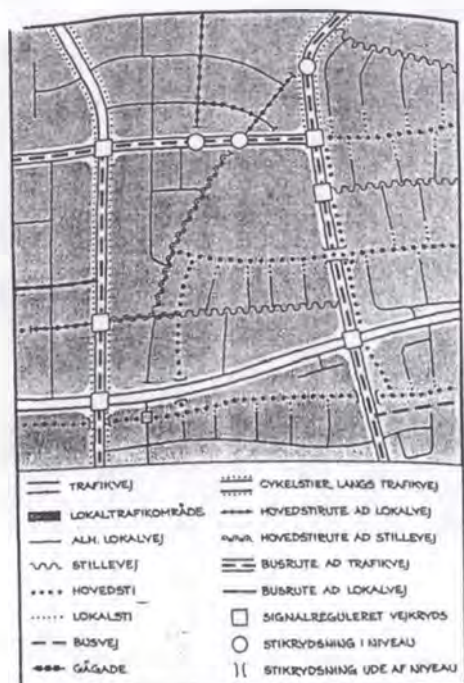 TRAFIKVEJ
LOKALTRAFIKOMRÅDE
ALM. LOKALVEJ
STILLEVEJ
HOVEDSTI
LOKALSTI
BUSVEJ
GÅGADE
CYKELSTIER LANGS TRAFIKVEJ
HOVEDSTIRUTE AD LOKALVEJ
HOVEDSTIRUTE AD STILLEVEJ
BUSRUTE AD TRAFIKVEJ
BUSRUTE AD LOKALVEJ
SIGNALREGULERET VEJKRYDS
STIKRYDSNING I NIVEAU
STIKRYDSNING UDE AF NIVEAU